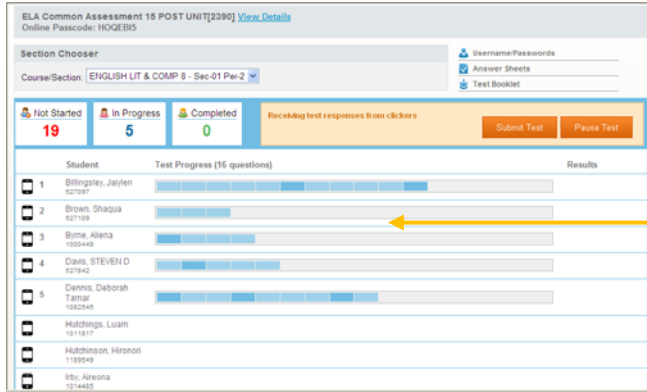 ELA Common Assessment 15 POST UNIT[2390] View Details
Online Passcode: HOQEBI5
Section Chooser
Course/Section: ENGLISH LIT & COMP 8 - Sec-01 Per-2
Username/Passwords
Answer Sheets
Test Booklet
Not Started
19
In Progress
5
Completed
0
Receiving test responses from clickers
Submit Test
Pause Test
Student Test Progress (16 questions) Results
1 Billingsley, Jaiylen
527097
2 Brown, Shaqua
527109
3 Byrne, Allena
1000449
4 Davis, STEVEN D
527842
5 Dennis, Deborah
Tamar
1082545
Hutchings, Luam
1011817
Hutchinson, Hironori
1189549
Irby, Aireona
1014485